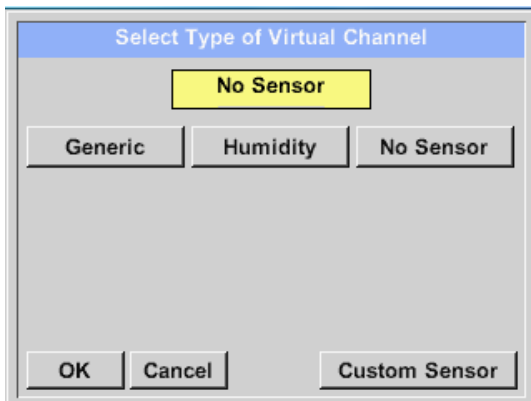 Select Type of Virtual Channel
No Sensor
Generic Humidity No Sensor
OK Cancel Custom Sensor